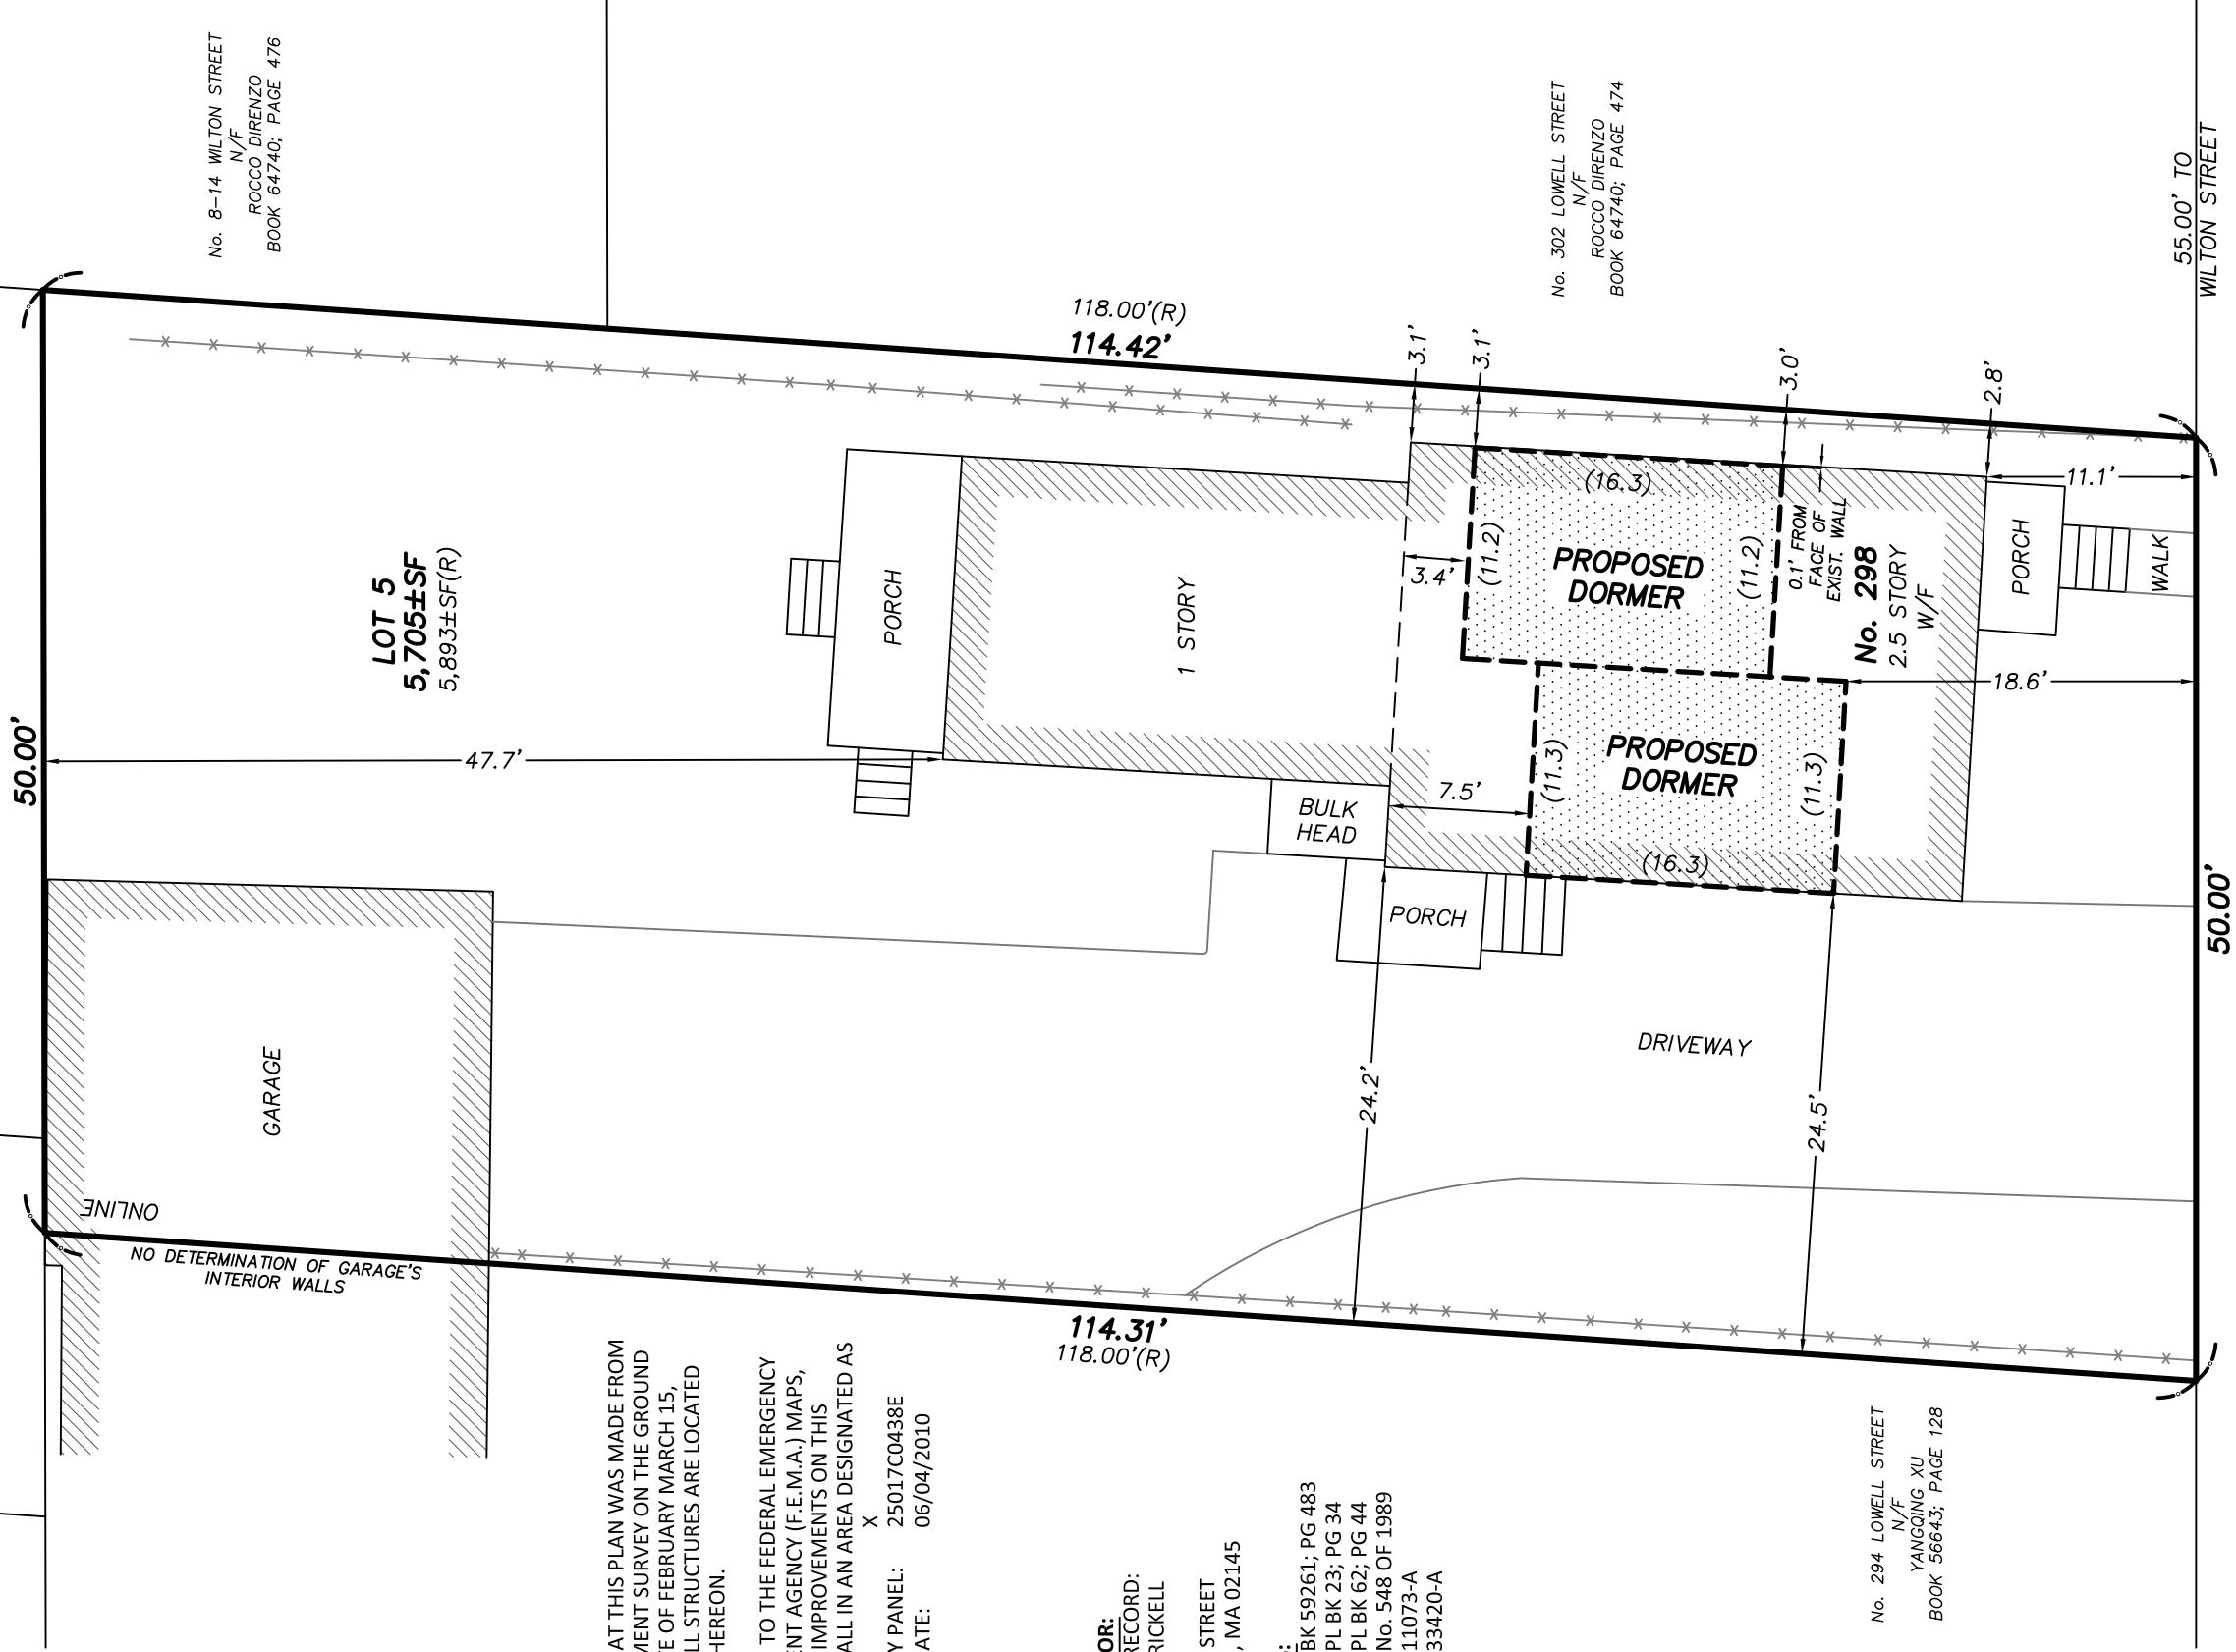 No. 8-14 WILTON STREET
N/F
ROCCO DIRENZO
BOOK 64740; PAGE 476
No. 302 LOWELL STREET
N/F
ROCCO DIRENZO
BOOK 64740; PAGE 474
55.00' TO
WILTON STREET
118.00'(R)
114.42'
3.1'
3.1'
3.0'
2.8'
11.1'
(16.3)
(11.2)
(11.2)
PROPOSED
DORMER
0.1' FROM
FACE OF
EXIST. WALL
No. 298
2.5 STORY
W/F
PORCH
WALK
3.4'
1 STORY
PORCH
LOT 5
5,705±SF
5,893±SF(R)
50.00'
47.7'
18.6'
PROPOSED
DORMER
(11.3)
(11.3)
(16.3)
7.5'
BULK
HEAD
PORCH
50.00'
DRIVEWAY
24.2'
24.5'
GARAGE
ONLINE
NO DETERMINATION OF GARAGE'S
INTERIOR WALLS
114.31'
118.00'(R)
AT THIS PLAN WAS MADE FROM
MENT SURVEY ON THE GROUND
E OF FEBRUARY MARCH 15,
LL STRUCTURES ARE LOCATED
HEREON.
TO THE FEDERAL EMERGENCY
ENT AGENCY (F.E.M.A.) MAPS,
IMPROVEMENTS ON THIS
ALL IN AN AREA DESIGNATED AS
X
Y PANEL: 25017C0438E
ATE: 06/04/2010
OR:
RECORD:
RICKELL
STREET
, MA 02145
:
BK 59261; PG 483
PL BK 23; PG 34
PL BK 62; PG 44
No. 548 OF 1989
11073-A
33420-A
No. 294 LOWELL STREET
N/F
YANGQING XU
BOOK 56643; PAGE 128